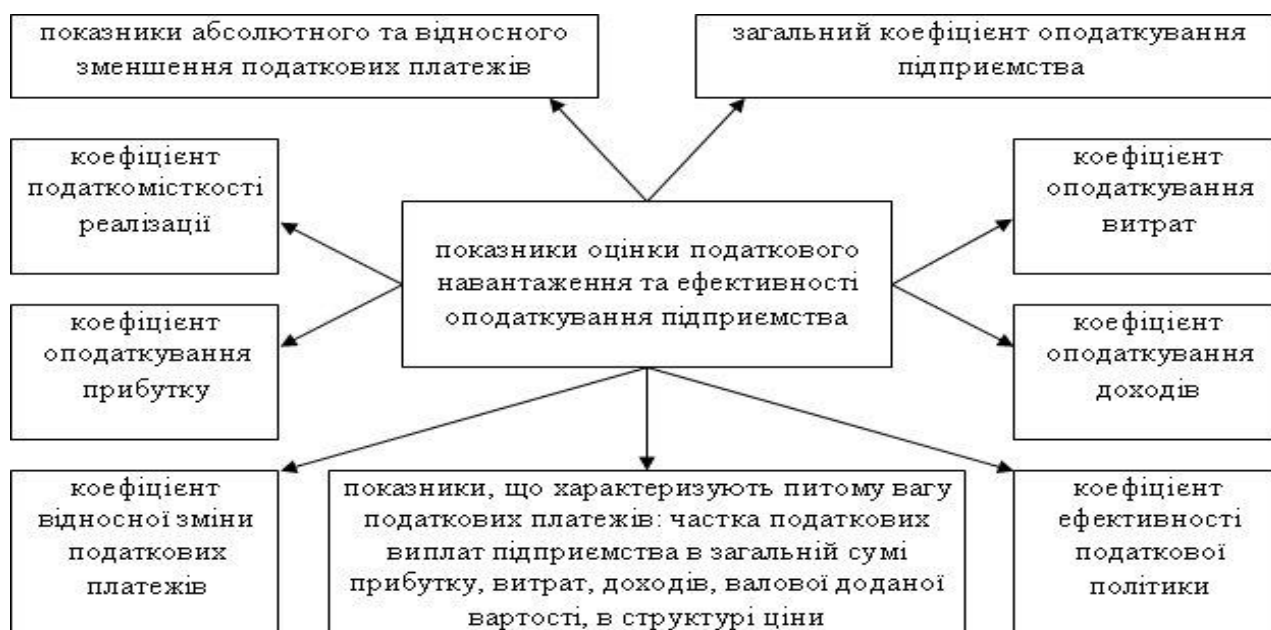 показники абсолютного та відносного
зменшення податкових платежів
загальний коефіцієнт оподаткування
підприємства
коефіцієнт
податкомісткості
реалізації
коефіцієнт
оподаткування
витрат
показники оцінки податкового
навантаження та ефективності
оподаткування підприємства
коефіцієнт
оподаткування
прибутку
коефіцієнт
оподаткування
доходів
коефіцієнт
відносної зміни
податкових
платежів
показники, що характеризують питому вагу
податкових платежів: частка податкових
виплат підприємства в загальній сумі
прибутку, витрат, доходів, валової доданої
вартості, в структурі ціни
коефіцієнт
ефективності
податкової
політики